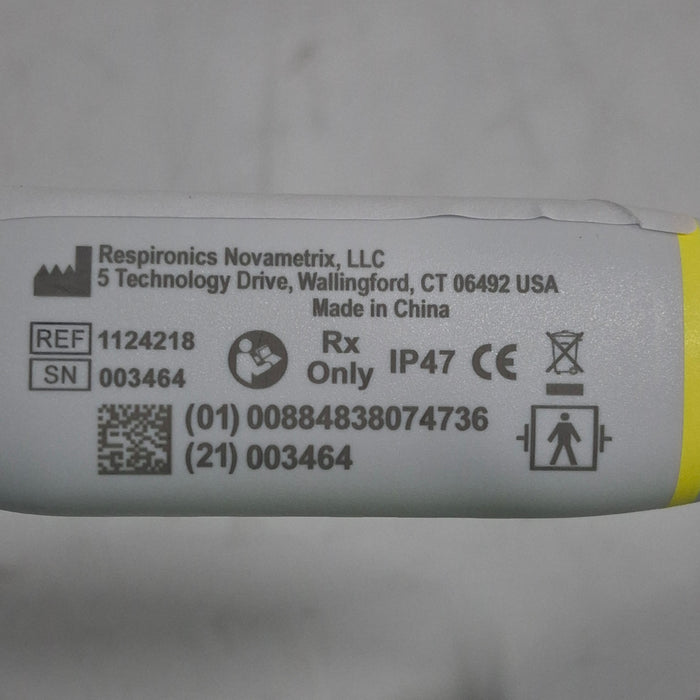 Respironics Novametrix, LLC
5 Technology Drive, Wallingford, CT 06492 USA
Made in China
REF 1124218
SN 003464
Rx
Only
IP47
CE
(01) 00884838074736
(21) 003464